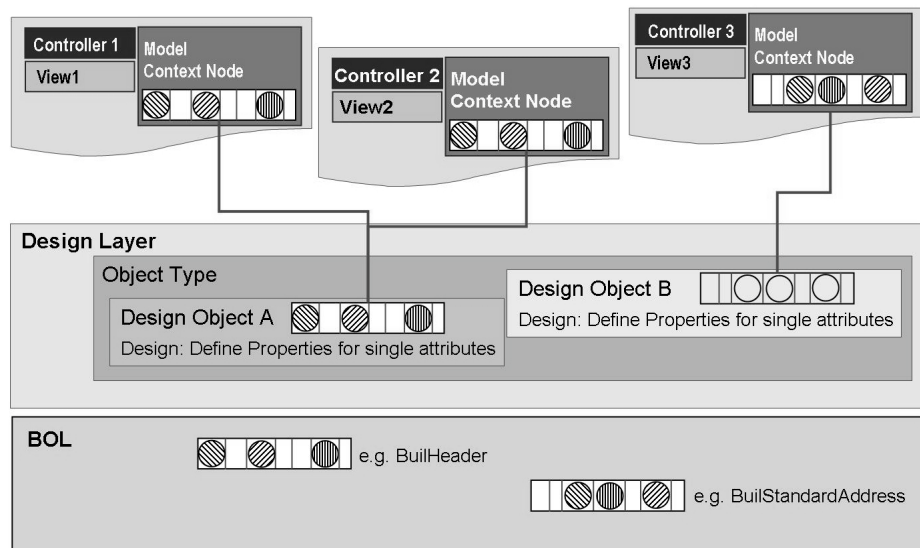 Controller 1
View1
Model
Context Node
Controller 2
View2
Model
Context Node
Controller 3
View3
Model
Context Node
Design Layer
Object Type
Design Object A
Design: Define Properties for single attributes
Design Object B
Design: Define Properties for single attributes
BOL
e.g. BuilHeader
e.g. BuilStandardAddress